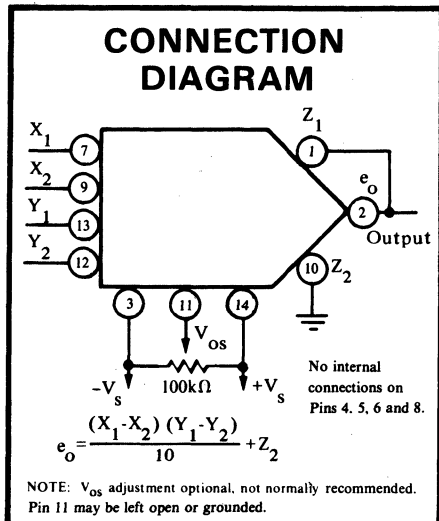 CONNECTION
DIAGRAM
Z1
X1 7 1
X2 9 eo
Y1 13 2
Output
Y2 12 10 Z2
3 11 14
Vos
-Vs 100kΩ +Vs
No internal
connections on
Pins 4. 5, 6 and 8.
eo = (X1-X2) (Y1-Y2) / 10 + Z2
NOTE: Vos adjustment optional, not normally recommended.
Pin 11 may be left open or grounded.